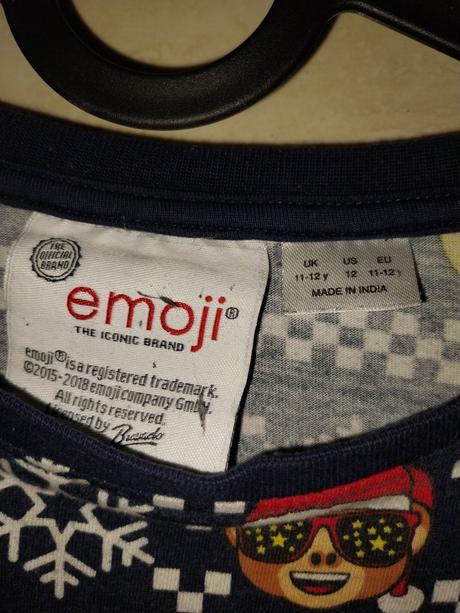 THE
OFFICIAL
BRAND
emoji®
THE ICONIC BRAND
emoji® is a registered trademark.
©2015-2018 emoji company GmbH.
All rights reserved.
Licensed by Bravado
UK US EU
11-12 y 12 11-12 y
MADE IN INDIA